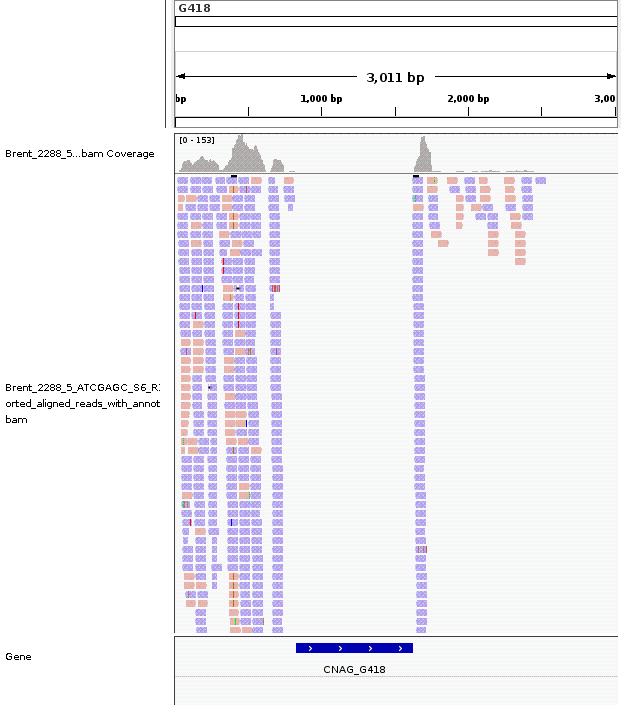 G418
3,011 bp
bp 1,000 bp 2,000 bp 3,00
[0 - 153]
Brent_2288_5...bam Coverage
Brent_2288_5_ATCGAGC_S6_R
orted_aligned_reads_with_annot
bam
Gene
CNAG_G418